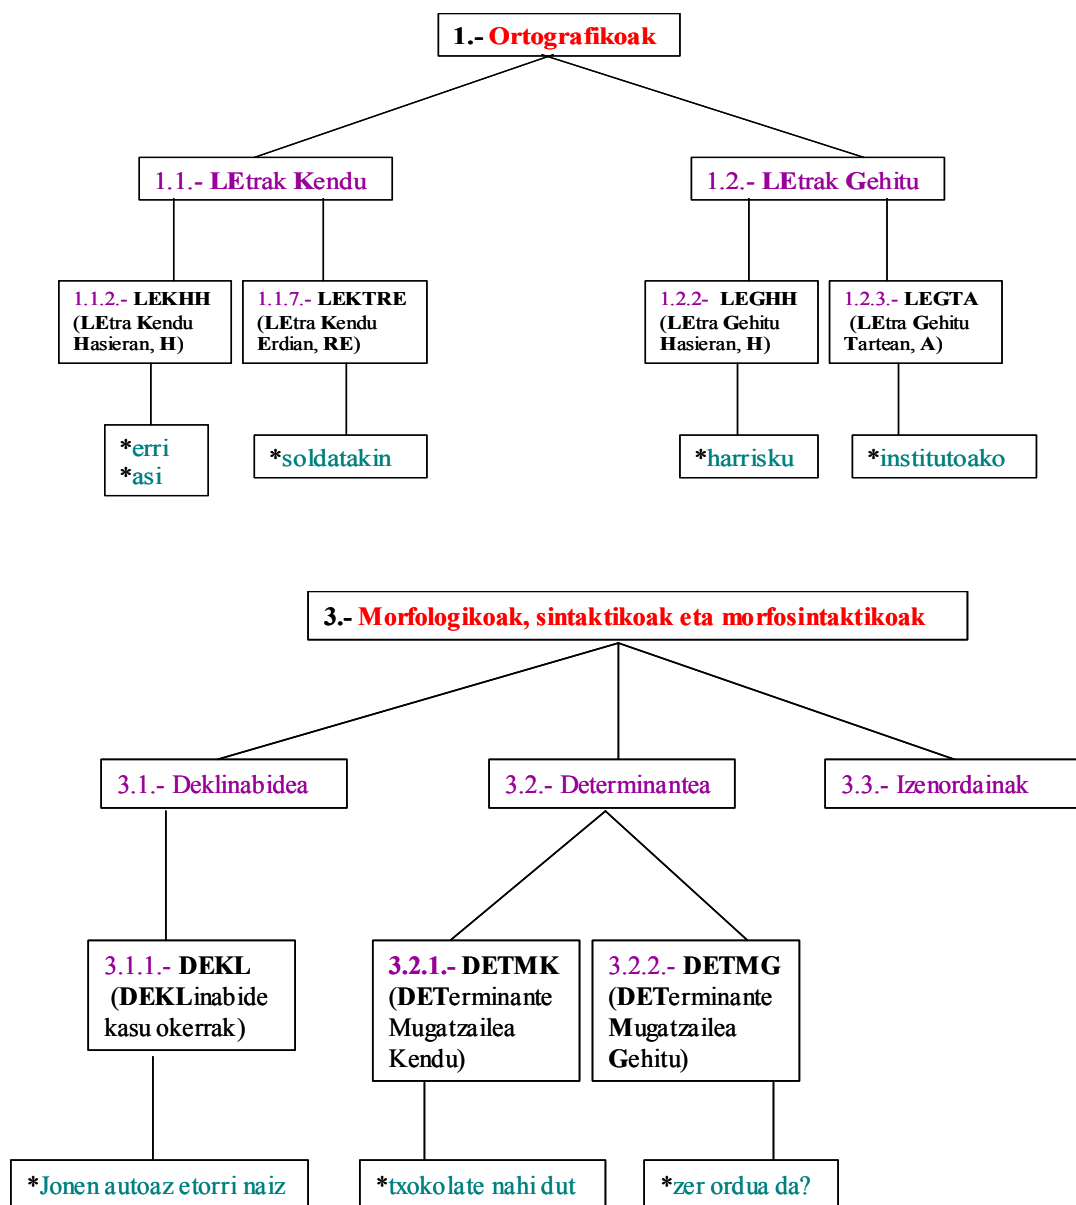 1.- Ortografikoak
1.1.- LEtrak Kendu
1.2.- LEtrak Gehitu
1.1.2.- LEKHH
(LEtra Kendu
Hasieran, H)
1.1.7.- LEKTRE
(LEtra Kendu
Erdian, RE)
1.2.2- LEGHH
(LEtra Gehitu
Hasieran, H)
1.2.3.- LEGTA
(LEtra Gehitu
Tartean, A)
*erri
*asi
*soldatakin
*harrisku
*institutoako
3.- Morfologikoak, sintaktikoak eta morfosintaktikoak
3.1.- Deklinabidea
3.2.- Determinantea
3.3.- Izenordainak
3.1.1.- DEKL
(DEKLinabide
kasu okerrak)
3.2.1.- DETMK
(DETerminante
Mugatzailea
Kendu)
3.2.2.- DETMG
(DETerminante
Mugatzailea
Gehitu)
*Jonen autoaz etorri naiz
*txokolate nahi dut
*zer ordua da?